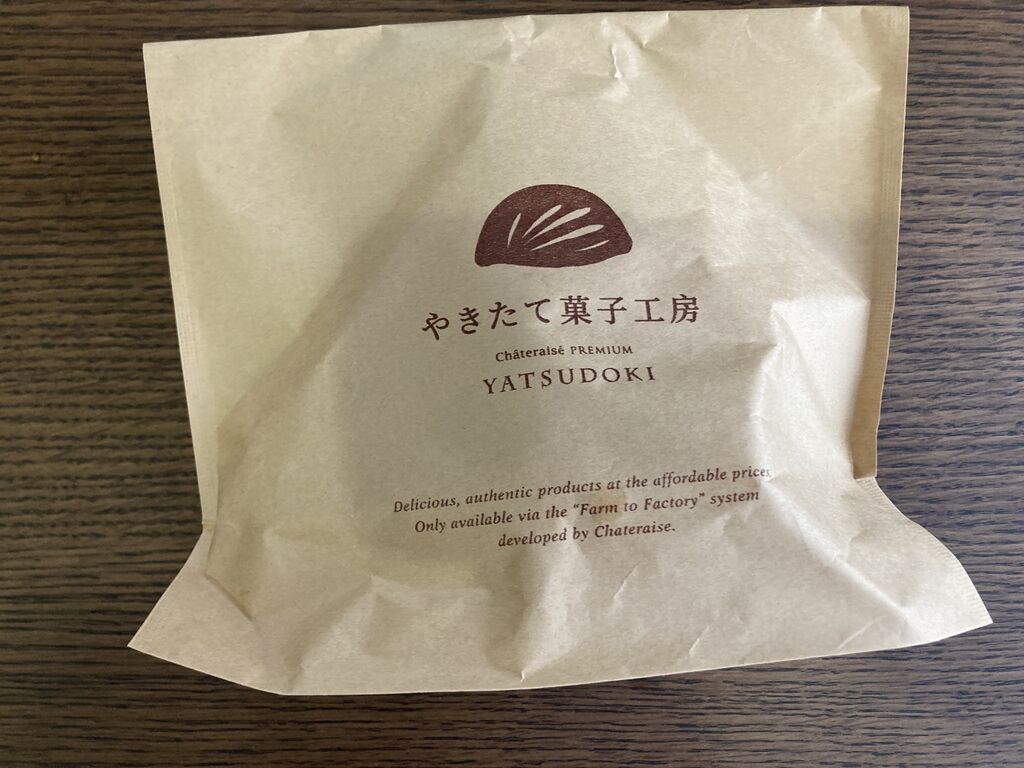 やきたて菓子工房
Châteraisé PREMIUM
YATSUDOKI
Delicious, authentic products at the affordable prices
Only available via the "Farm to Factory" system
developed by Chateraise.